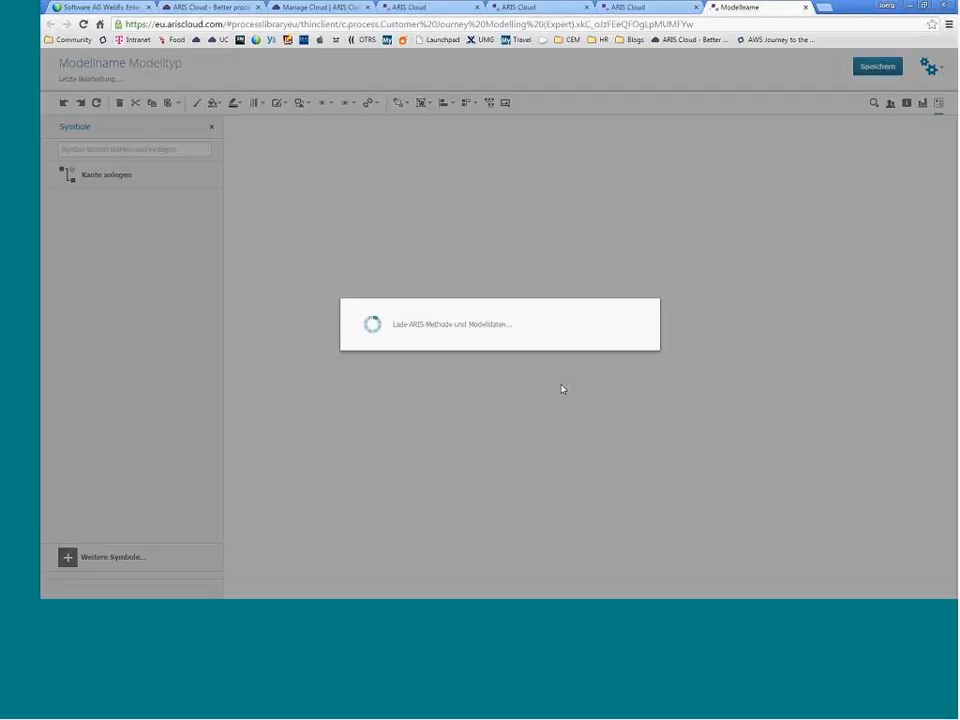 Software AG WebEx Ente
ARIS Cloud - Better proc
Manage Cloud | ARIS Clo
ARIS Cloud
ARIS Cloud
ARIS Cloud
Modellname
Joerg
https://eu.ariscloud.com/#processlibraryeu/thinclient/c.process.Customer%20Journey%20Modelling%20(Expert).xkC_oJzFEeQFOgLpMUMFYw
Community
Intranet
Food
UC
OTRS
Launchpad
UMG
Travel
CEM
HR
Blogs
ARIS Cloud - Better ...
AWS Journey to the ...
Modellname Modelltyp
Letzte Bearbeitung...
Speichern
Symbole
Kante anlegen
Lade ARIS-Methode und Modelldaten...
Weitere Symbole...